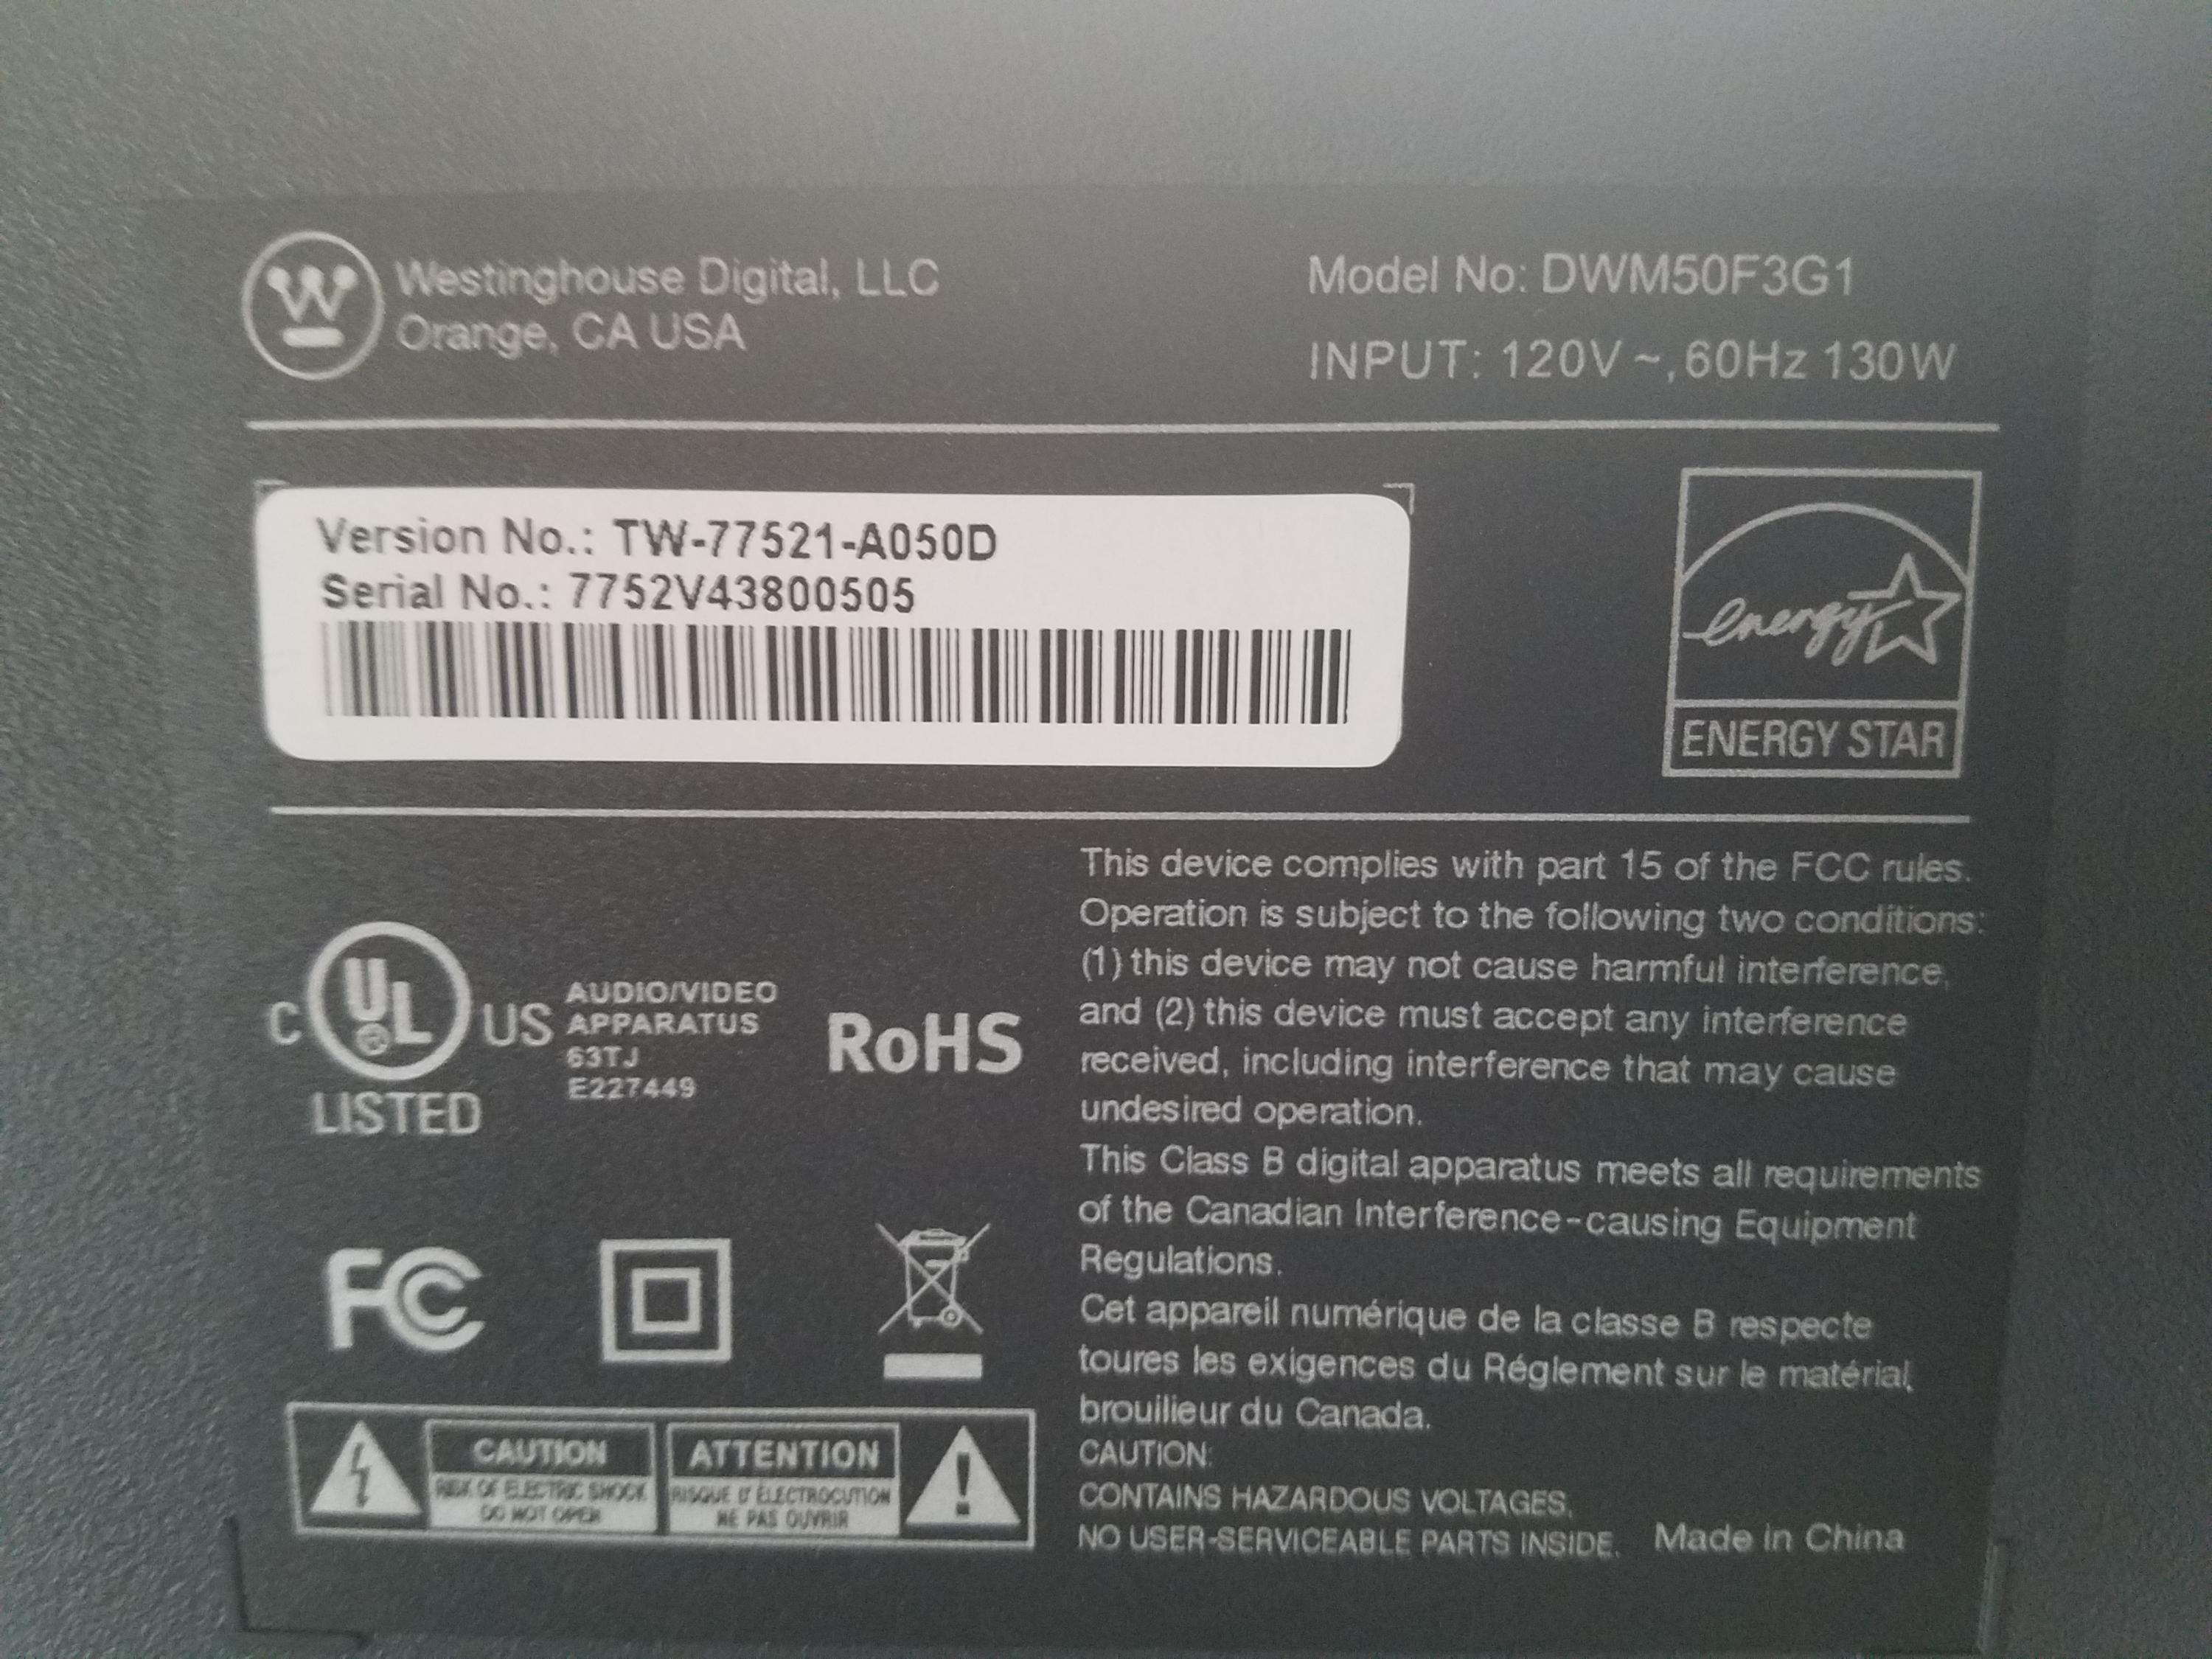 W
Westinghouse Digital, LLC
Orange, CA USA
Model No: DWM50F3G1
INPUT: 120V ~, 60Hz 130W
Version No.: TW-77521-A050D
Serial No.: 7752V43800505
energy
ENERGY STAR
C UL US
LISTED
AUDIO/VIDEO
APPARATUS
63TJ
E227449
RoHS
FC
CAUTION
RISK OF ELECTRIC SHOCK
DO NOT OPEN
ATTENTION
RISQUE D'ÉLECTROCUTION
NE PAS OUVRIR
!
This device complies with part 15 of the FCC rules.
Operation is subject to the following two conditions:
(1) this device may not cause harmful interference,
and (2) this device must accept any interference
received, including interference that may cause
undesired operation.
This Class B digital apparatus meets all requirements
of the Canadian Interference-causing Equipment
Regulations.
Cet appareil numérique de la classe B respecte
toures les exigences du Réglement sur le matérial
brouilieur du Canada.
CAUTION:
CONTAINS HAZARDOUS VOLTAGES,
NO USER-SERVICEABLE PARTS INSIDE.
Made in China